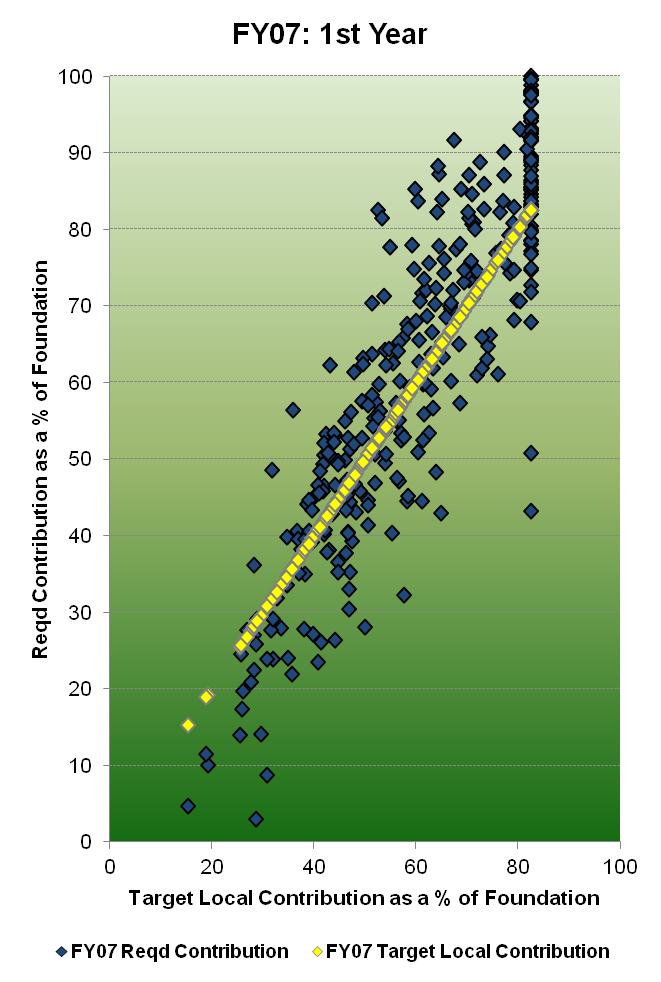 FY07: 1st Year
100
90
80
70
60
50
40
30
20
10
0
Reqd Contribution as a % of Foundation
0 20 40 60 80 100
Target Local Contribution as a % of Foundation
FY07 Reqd Contribution FY07 Target Local Contribution